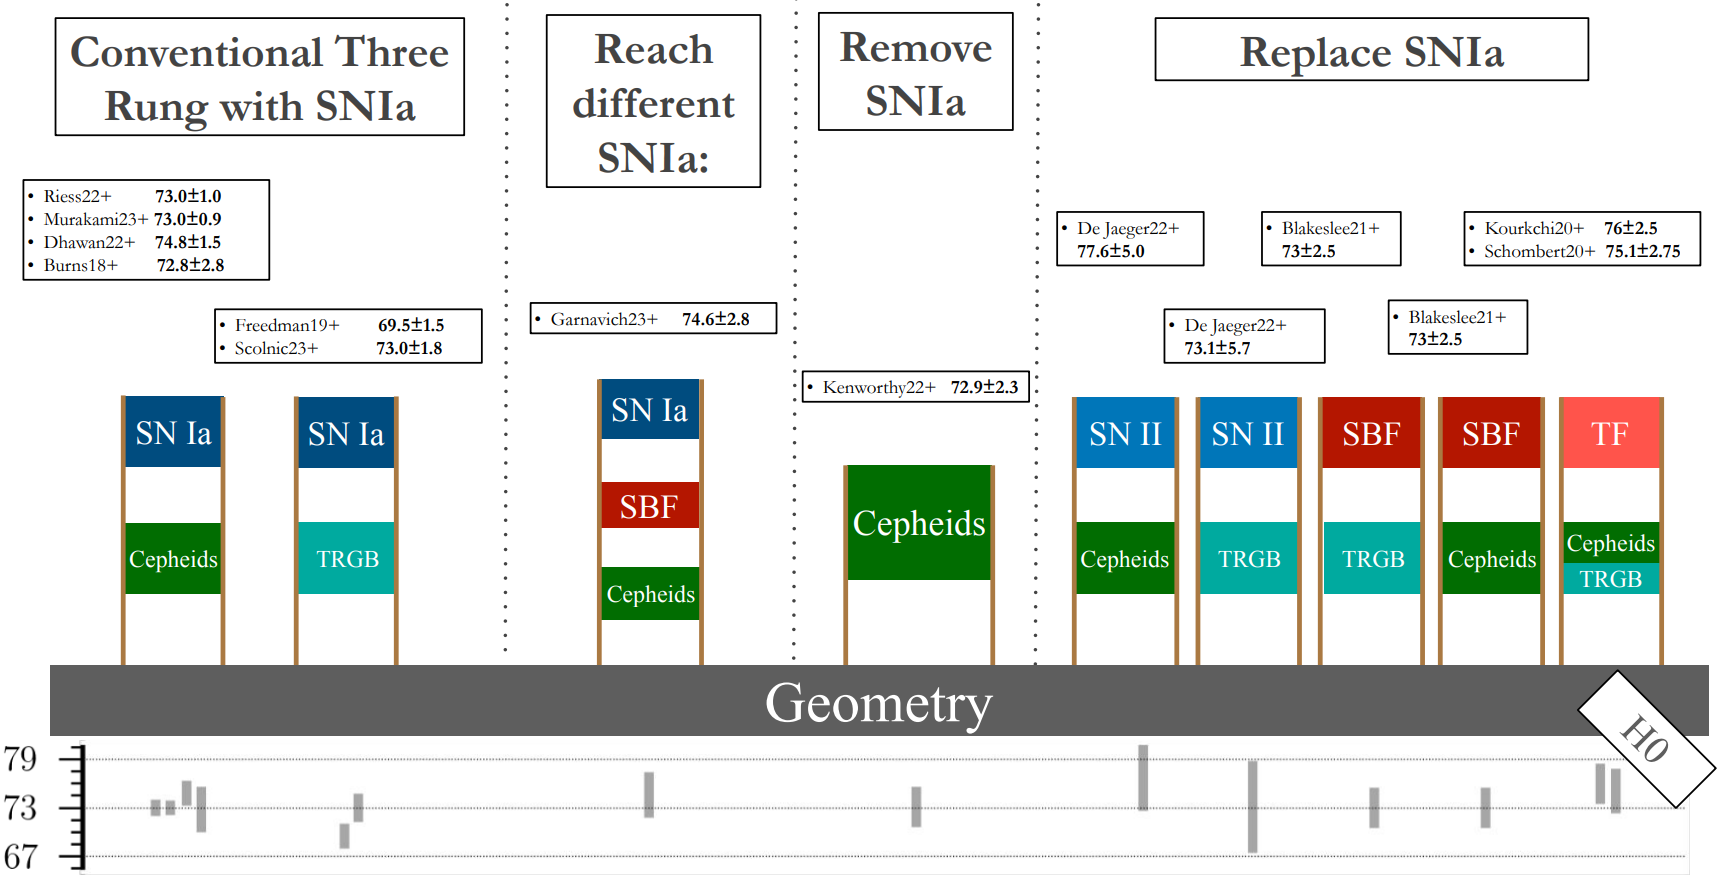 Conventional Three
Rung with SNIa
Reach
different
SNIa:
Remove
SNIa
Replace SNIa
• Riess22+ 73.0±1.0
• Murakami23+ 73.0±0.9
• Dhawan22+ 74.8±1.5
• Burns18+ 72.8±2.8
• Freedman19+ 69.5±1.5
• Scolnic23+ 73.0±1.8
• Garnavich23+ 74.6±2.8
• Kenworthy22+ 72.9±2.3
• De Jaeger22+
77.6±5.0
• Blakeslee21+
73±2.5
• Kourkchi20+ 76±2.5
• Schombert20+ 75.1±2.75
• De Jaeger22+
73.1±5.7
• Blakeslee21+
73±2.5
SN Ia
Cepheids
SN Ia
TRGB
SN Ia
SBF
Cepheids
Cepheids
SN II
Cepheids
SN II
TRGB
SBF
TRGB
SBF
Cepheids
TF
Cepheids
TRGB
Geometry
H0
79
73
67